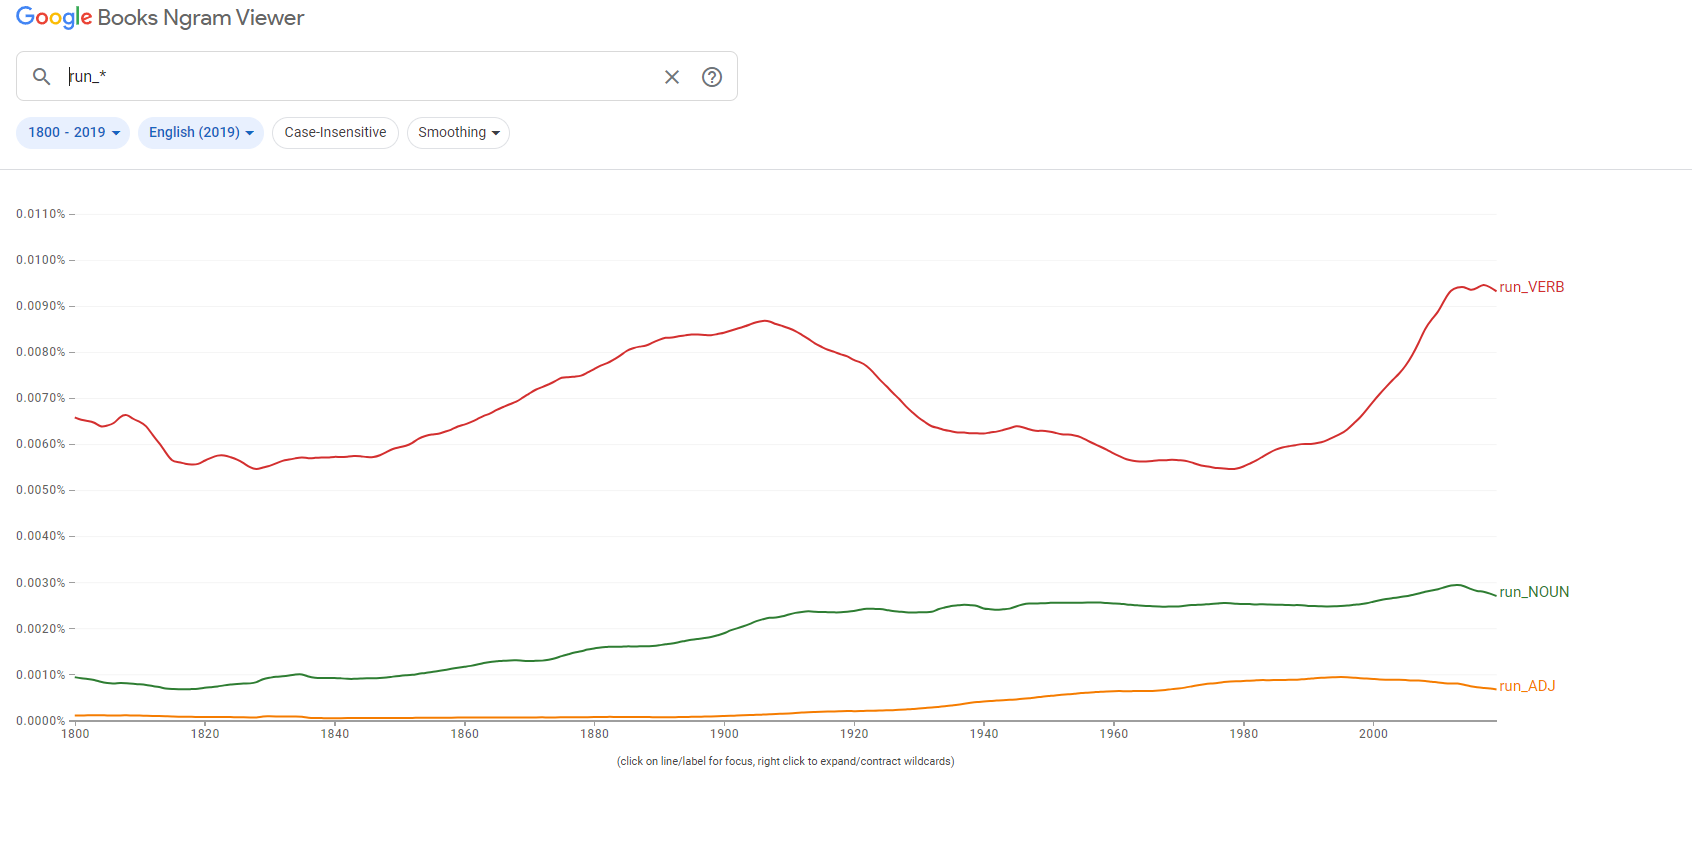 Google Books Ngram Viewer
run_*
1800 - 2019 English (2019) Case-Insensitive Smoothing
0.0110%
0.0100%
0.0090%
run_VERB
0.0080%
0.0070%
0.0060%
0.0050%
0.0040%
0.0030%
run_NOUN
0.0020%
0.0010%
run_ADJ
0.0000%
1800 1820 1840 1860 1880 1900 1920 1940 1960 1980 2000
(click on line/label for focus, right click to expand/contract wildcards)